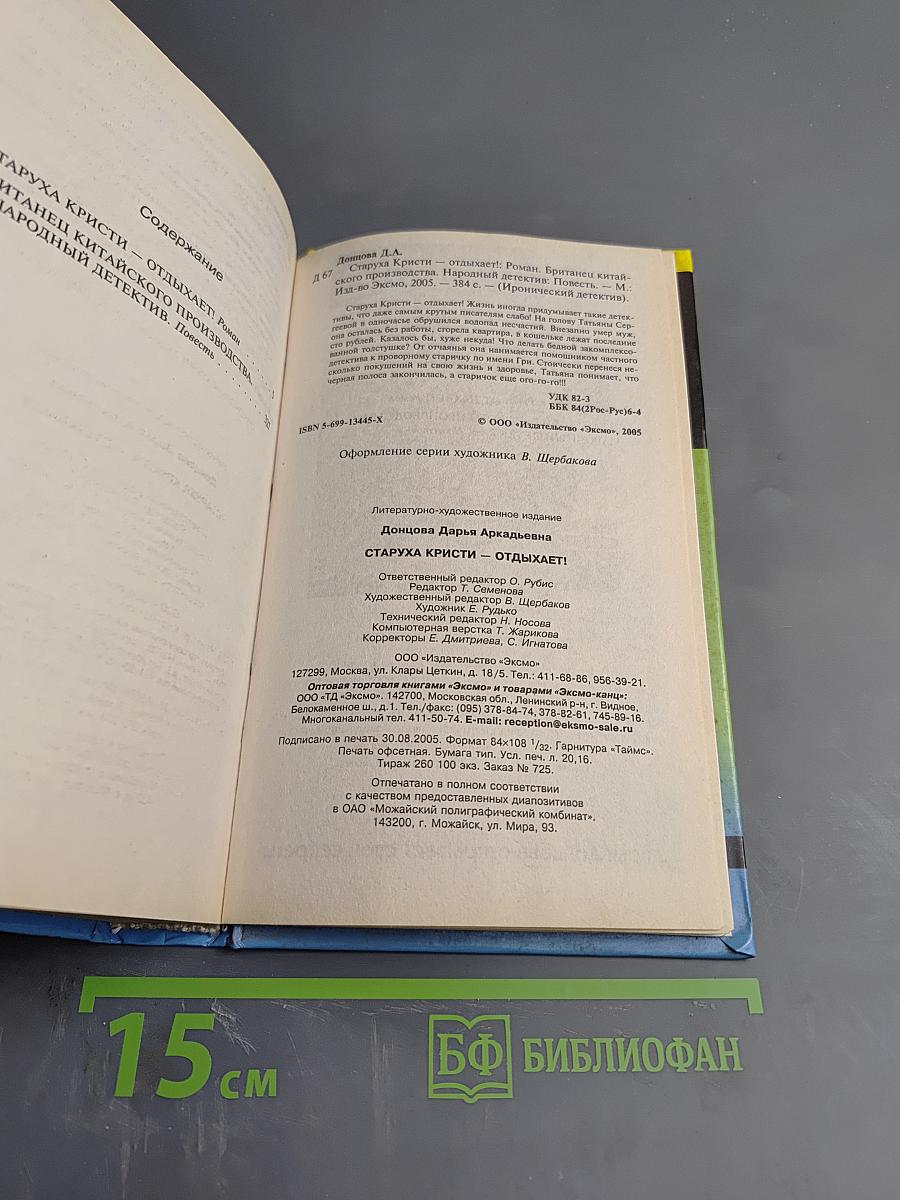 Содержание
ТАРУХА КРИСТИ — ОТДЫХАЕТ! Роман
ИТАНЕЦ КИТАЙСКОГО ПРОИЗВОДСТВА.
НАРОДНЫЙ ДЕТЕКТИВ. Повесть
Донцова Д.А.
Д 67
Старуха Кристи — отдыхает!: Роман. Британец китай-
ского производства. Народный детектив: Повесть. — М.:
Изд-во Эксмо, 2005. — 384 с. — (Иронический детектив).
Старуха Кристи — отдыхает! Жизнь иногда придумывает такие детек-
тивы, что даже самым крутым писателям слабо! На голову Татьяны Сер-
геевой в одночасье обрушился водопад несчастий. Внезапно умер муж,
она осталась без работы, сгорела квартира, в кошельке лежат последние
сто рублей. Казалось бы, хуже некуда! Что делать бедной закомплексо-
ванной толстушке? От отчаянья она нанимается помощником частного
детектива к проворному старичку по имени Гри. Стоически перенеся не-
сколько покушений на свою жизнь и здоровье, Татьяна понимает, что
черная полоса закончилась, а старичок еще ого-го-го!!!
УДК 82-3
ББК 84(2Рос-Рус)6-4
ISBN 5-699-13445-X
© ООО «Издательство «Эксмо», 2005
Оформление серии художника В. Щербакова
Литературно-художественное издание
Донцова Дарья Аркадьевна
СТАРУХА КРИСТИ — ОТДЫХАЕТ!
Ответственный редактор О. Рубис
Редактор Т. Семенова
Художественный редактор В. Щербаков
Художник Е. Рудько
Технический редактор Н. Носова
Компьютерная верстка Т. Жарикова
Корректоры Е. Дмитриева, С. Игнатова
ООО «Издательство «Эксмо»
127299, Москва, ул. Клары Цеткин, д. 18/5. Тел.: 411-68-86, 956-39-21.
Оптовая торговля книгами «Эксмо» и товарами «Эксмо-канц»:
ООО «ТД «Эксмо». 142700, Московская обл., Ленинский р-н, г. Видное,
Белокаменное ш., д.1. Тел./факс: (095) 378-84-74, 378-82-61, 745-89-16.
Многоканальный тел. 411-50-74. E-mail: reception@eksmo-sale.ru
Подписано в печать 30.08.2005. Формат 84×108 1/32. Гарнитура «Таймс».
Печать офсетная. Бумага тип. Усл. печ. л. 20,16.
Тираж 260 100 экз. Заказ № 725.
Отпечатано в полном соответствии
с качеством предоставленных диапозитивов
в ОАО «Можайский полиграфический комбинат».
143200, г. Можайск, ул. Мира, 93.
15 см
БФ БИБЛИОФАН